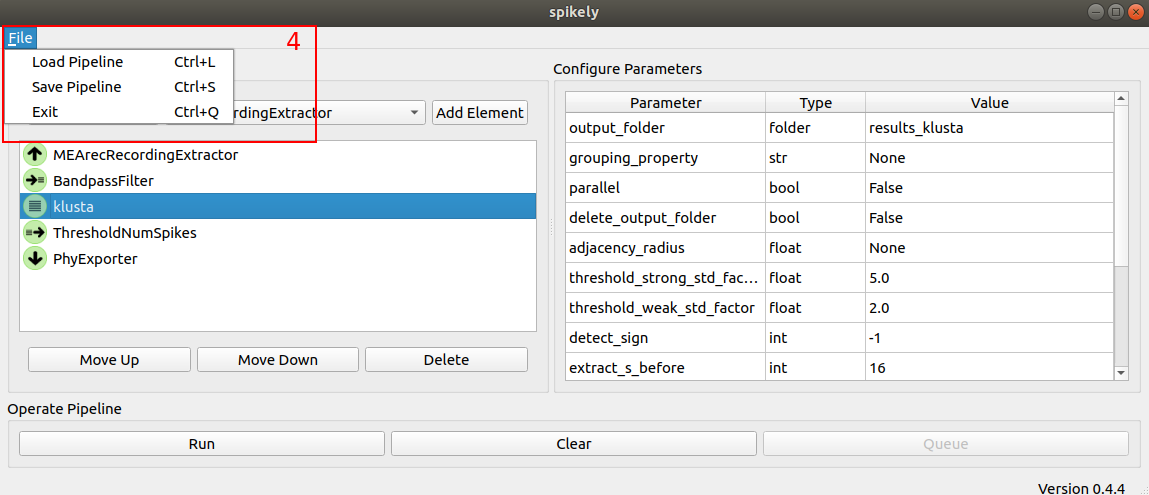 spikely
File
4
Load Pipeline Ctrl+L
Save Pipeline Ctrl+S
Exit Ctrl+Q
Add Element
MEArecRecordingExtractor
BandpassFilter
klusta
ThresholdNumSpikes
PhyExporter
Move Up Move Down Delete
Configure Parameters
Parameter Type Value
output_folder folder results_klusta
grouping_property str None
parallel bool False
delete_output_folder bool False
adjacency_radius float None
threshold_strong_std_fac... float 5.0
threshold_weak_std_factor float 2.0
detect_sign int -1
extract_s_before int 16
Operate Pipeline
Run Clear Queue
Version 0.4.4